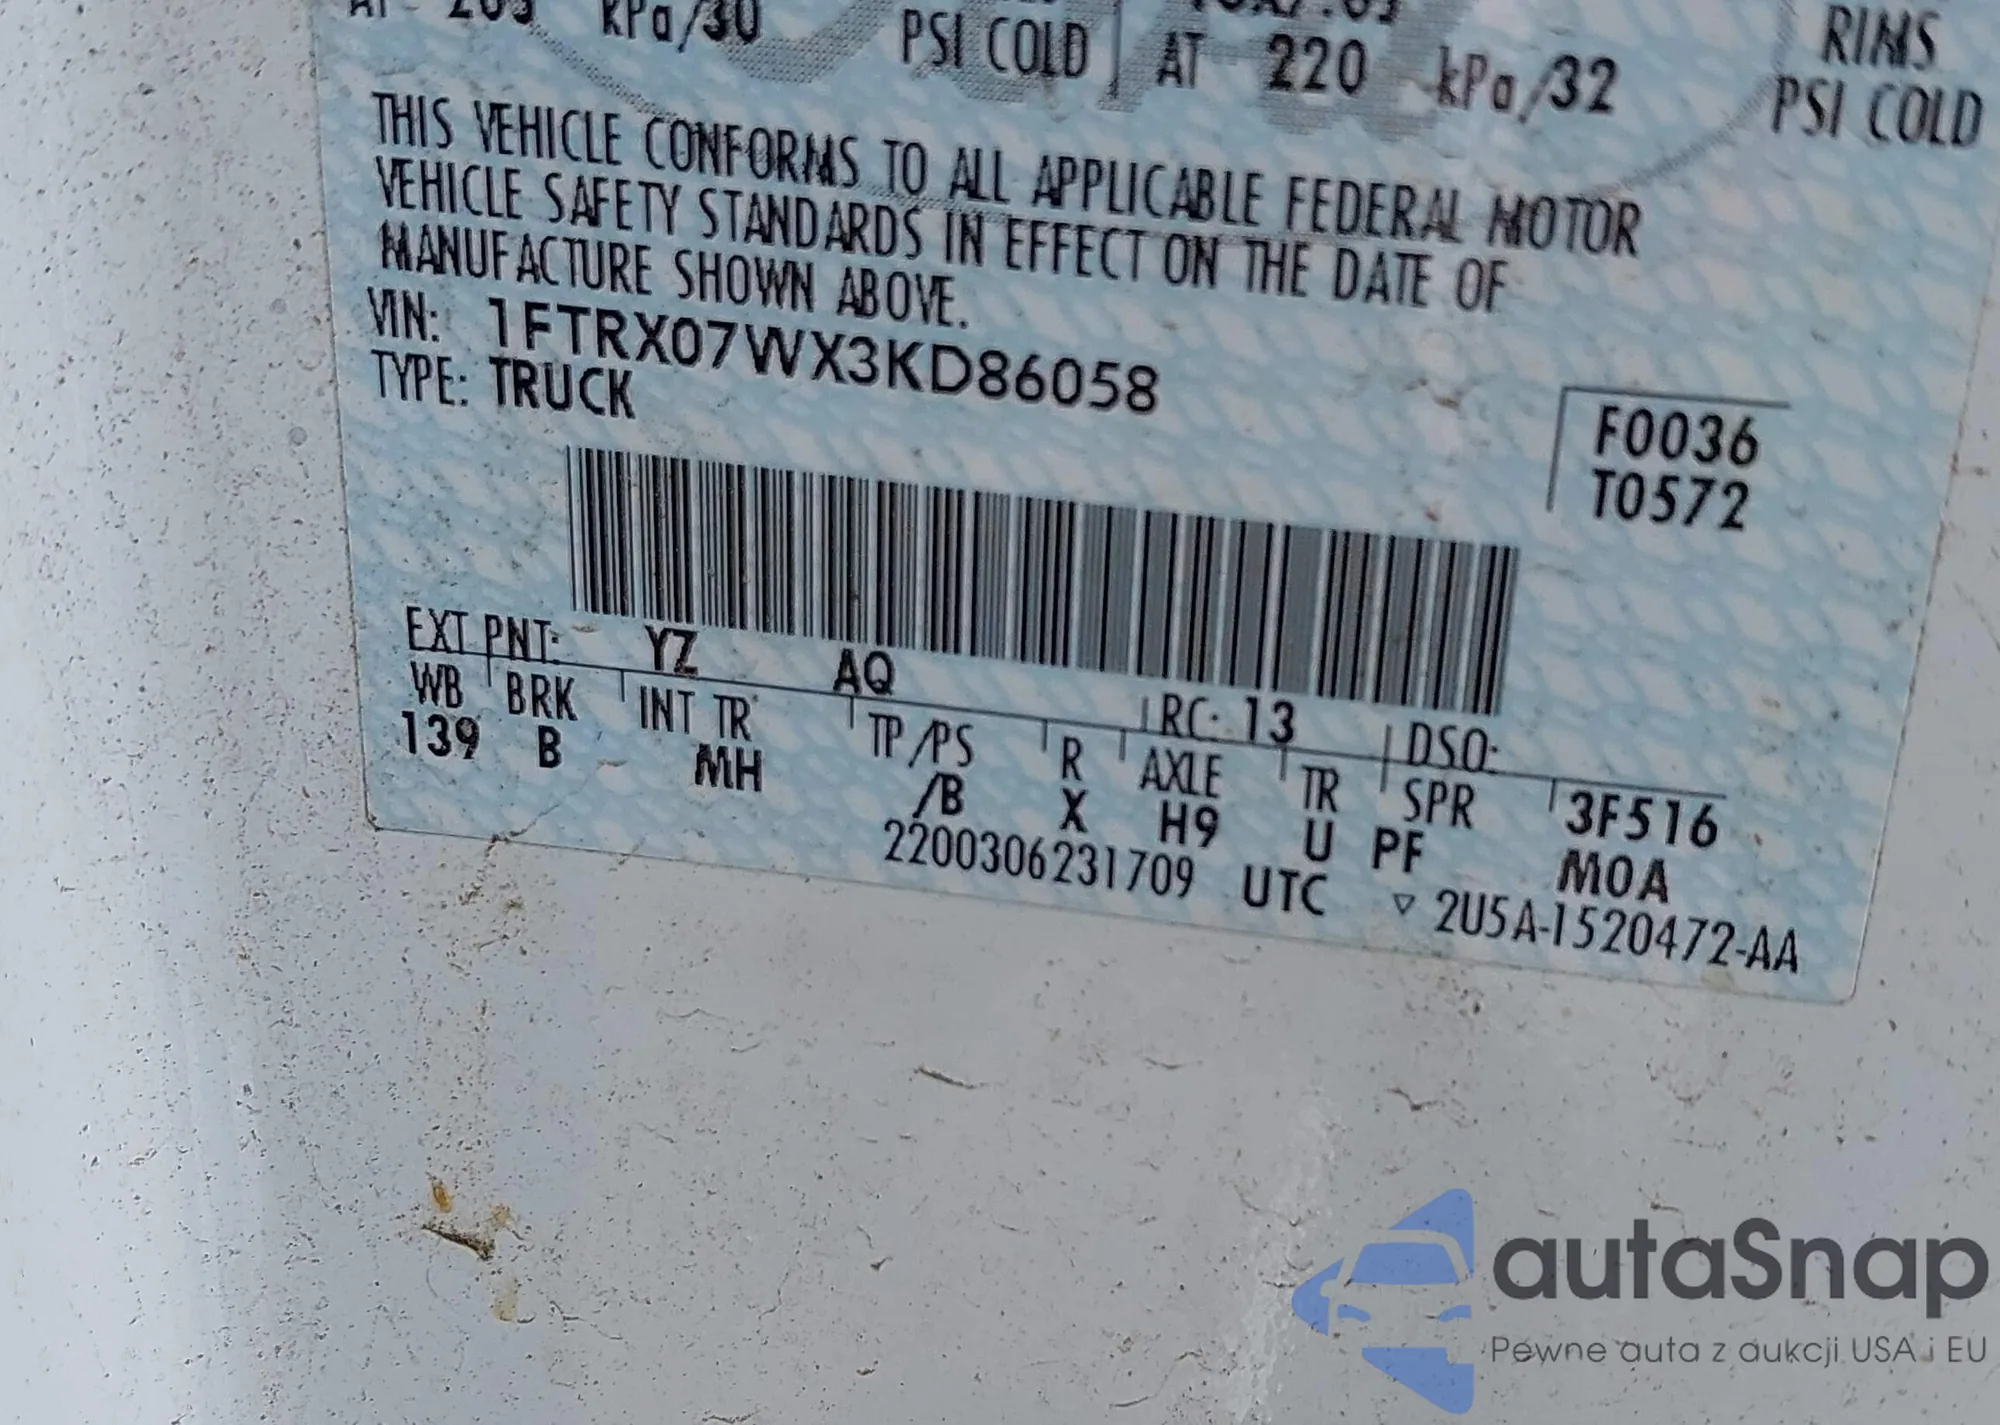 AT 205 kPa/30 PSI COLD AT 220 kPa/32 PSI COLD
RIMS
THIS VEHICLE CONFORMS TO ALL APPLICABLE FEDERAL MOTOR
VEHICLE SAFETY STANDARDS IN EFFECT ON THE DATE OF
MANUFACTURE SHOWN ABOVE.
VIN: 1FTRX07WX3KD86058
TYPE: TRUCK
F0036
T0572
EXT PNT: YZ AQ RC: 13 DSO:
WB BRK INT TR TP/PS R AXLE TR SPR 3F516
139 B MH /B X H9 U PF M0A
2200306231709 UTC ▽ 2U5A-1520472-AA
autaSnap
Pewne auta z aukcji USA i EU